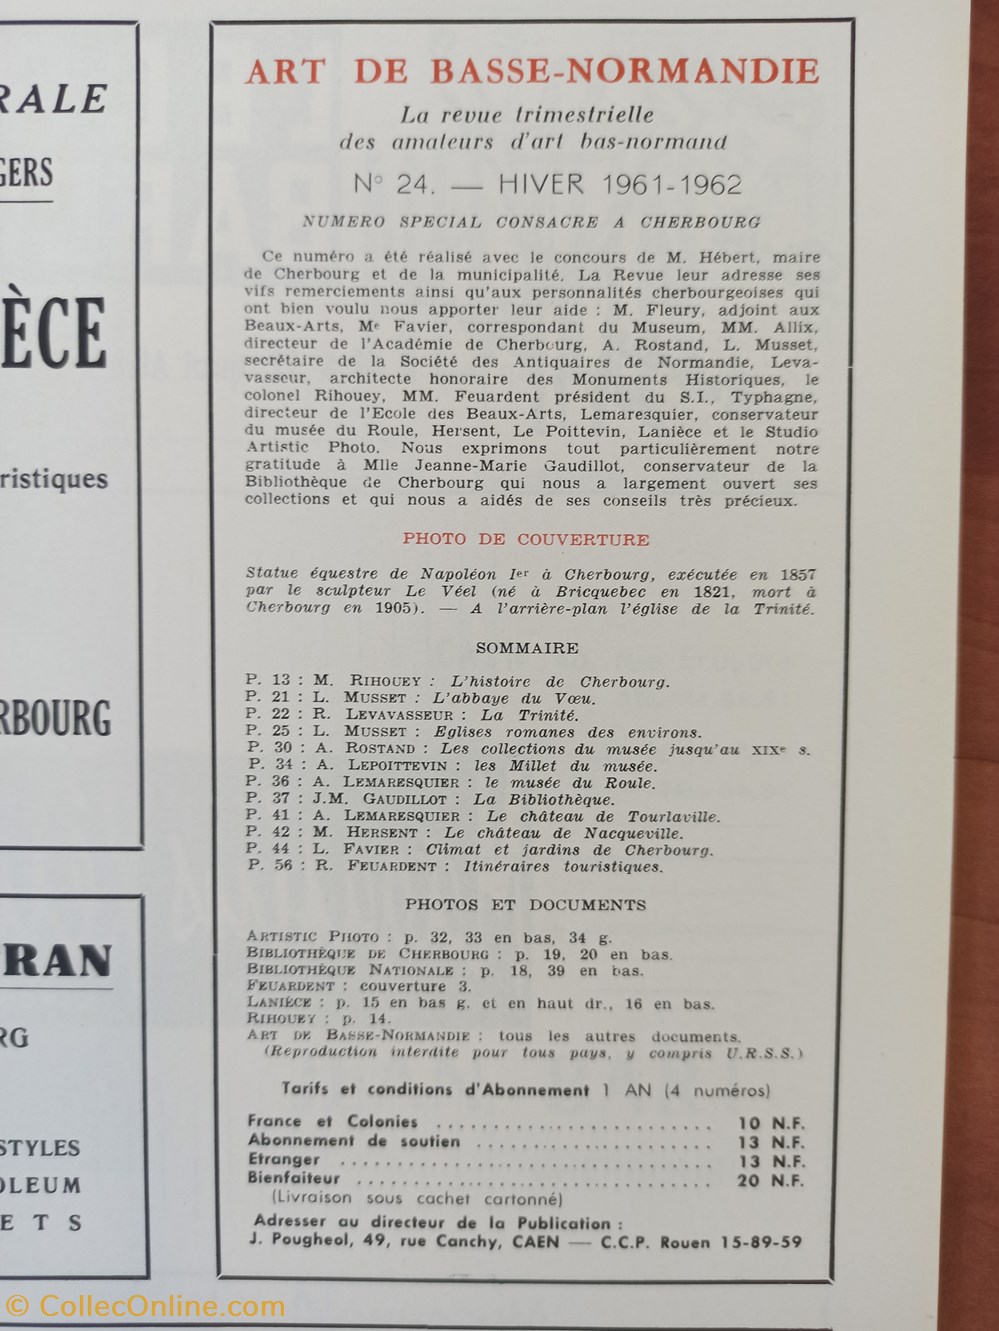 RALE
GERS
ÈCE
ristiques
RBOURG
RAN
RG
STYLES
OLEUM
E T S
ART DE BASSE-NORMANDIE
La revue trimestrielle
des amateurs d'art bas-normand
N° 24. — HIVER 1961-1962
NUMERO SPECIAL CONSACRE A CHERBOURG
Ce numéro a été réalisé avec le concours de M. Hébert, maire
de Cherbourg et de la municipalité. La Revue leur adresse ses
vifs remerciements ainsi qu'aux personnalités cherbourgeoises qui
ont bien voulu nous apporter leur aide : M. Fleury, adjoint aux
Beaux-Arts, Me Favier, correspondant du Museum, MM. Allix,
directeur de l'Académie de Cherbourg, A. Rostand, L. Musset,
secrétaire de la Société des Antiquaires de Normandie, Leva-
vasseur, architecte honoraire des Monuments Historiques, le
colonel Rihouey, MM. Feuardent président du S.I., Typhagne,
directeur de l'Ecole des Beaux-Arts, Lemaresquier, conservateur
du musée du Roule, Hersent, Le Poittevin, Lanièce et le Studio
Artistic Photo. Nous exprimons tout particulièrement notre
gratitude à Mlle Jeanne-Marie Gaudillot, conservateur de la
Bibliothèque de Cherbourg qui nous a largement ouvert ses
collections et qui nous a aidés de ses conseils très précieux.
PHOTO DE COUVERTURE
Statue équestre de Napoléon Ier à Cherbourg, exécutée en 1857
par le sculpteur Le Véel (né à Bricquebec en 1821, mort à
Cherbourg en 1905). — A l'arrière-plan l'église de la Trinité.
SOMMAIRE
P. 13 : M. RIHOUEY : L'histoire de Cherbourg.
P. 21 : L. MUSSET : L'abbaye du Vœu.
P. 22 : R. LEVAVASSEUR : La Trinité.
P. 25 : L. MUSSET : Eglises romanes des environs.
P. 30 : A. ROSTAND : Les collections du musée jusqu'au XIXe s.
P. 34 : A. LEPOITTEVIN : les Millet du musée.
P. 36 : A. LEMARESQUIER : le musée du Roule.
P. 37 : J.M. GAUDILLOT : La Bibliothèque.
P. 41 : A. LEMARESQUIER : Le château de Tourlaville.
P. 42 : M. HERSENT : Le château de Nacqueville.
P. 44 : L. FAVIER : Climat et jardins de Cherbourg.
P. 56 : R. FEUARDENT : Itinéraires touristiques.
PHOTOS ET DOCUMENTS
ARTISTIC PHOTO : p. 32, 33 en bas, 34 g.
BIBLIOTHÈQUE DE CHERBOURG : p. 19, 20 en bas.
BIBLIOTHÈQUE NATIONALE : p. 18, 39 en bas.
FEUARDENT : couverture 3.
LANIÈCE : p. 15 en bas g. et en haut dr., 16 en bas.
RIHOUEY : p. 14.
ART DE BASSE-NORMANDIE : tous les autres documents.
(Reproduction interdite pour tous pays, y compris U.R.S.S.)
Tarifs et conditions d'Abonnement 1 AN (4 numéros)
France et Colonies ........................ 10 N.F.
Abonnement de soutien ..................... 13 N.F.
Etranger ................................. 13 N.F.
Bienfaiteur ............................... 20 N.F.
(Livraison sous cachet cartonné)
Adresser au directeur de la Publication :
J. Pougheol, 49, rue Canchy, CAEN — C.C.P. Rouen 15-89-59
© CollecOnline.com